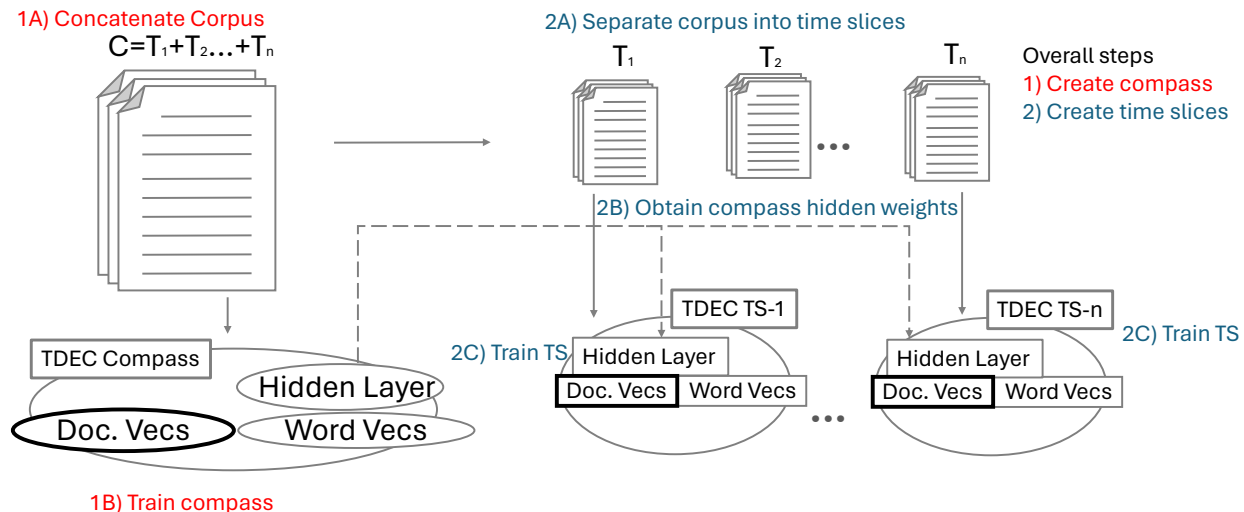 1A) Concatenate Corpus
C=T₁+T₂...+Tₙ
2A) Separate corpus into time slices
T₁
T₂
Tₙ
...
Overall steps
1) Create compass
2) Create time slices
2B) Obtain compass hidden weights
TDEC Compass
Hidden Layer
Doc. Vecs
Word Vecs
1B) Train compass
TDEC TS-1
2C) Train TS
Hidden Layer
Doc. Vecs
Word Vecs
...
TDEC TS-n
2C) Train TS
Hidden Layer
Doc. Vecs
Word Vecs